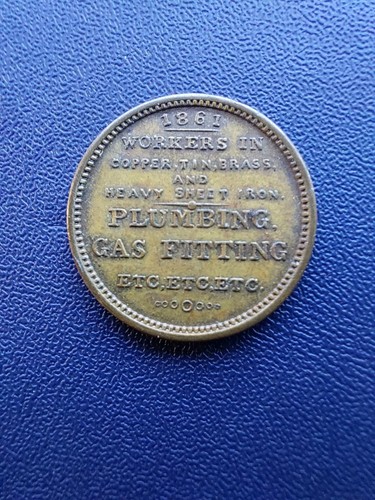 1861
WORKERS IN
COPPER, TIN, BRASS,
AND
HEAVY SHEET IRON.
PLUMBING,
GAS FITTING
ETC, ETC, ETC.